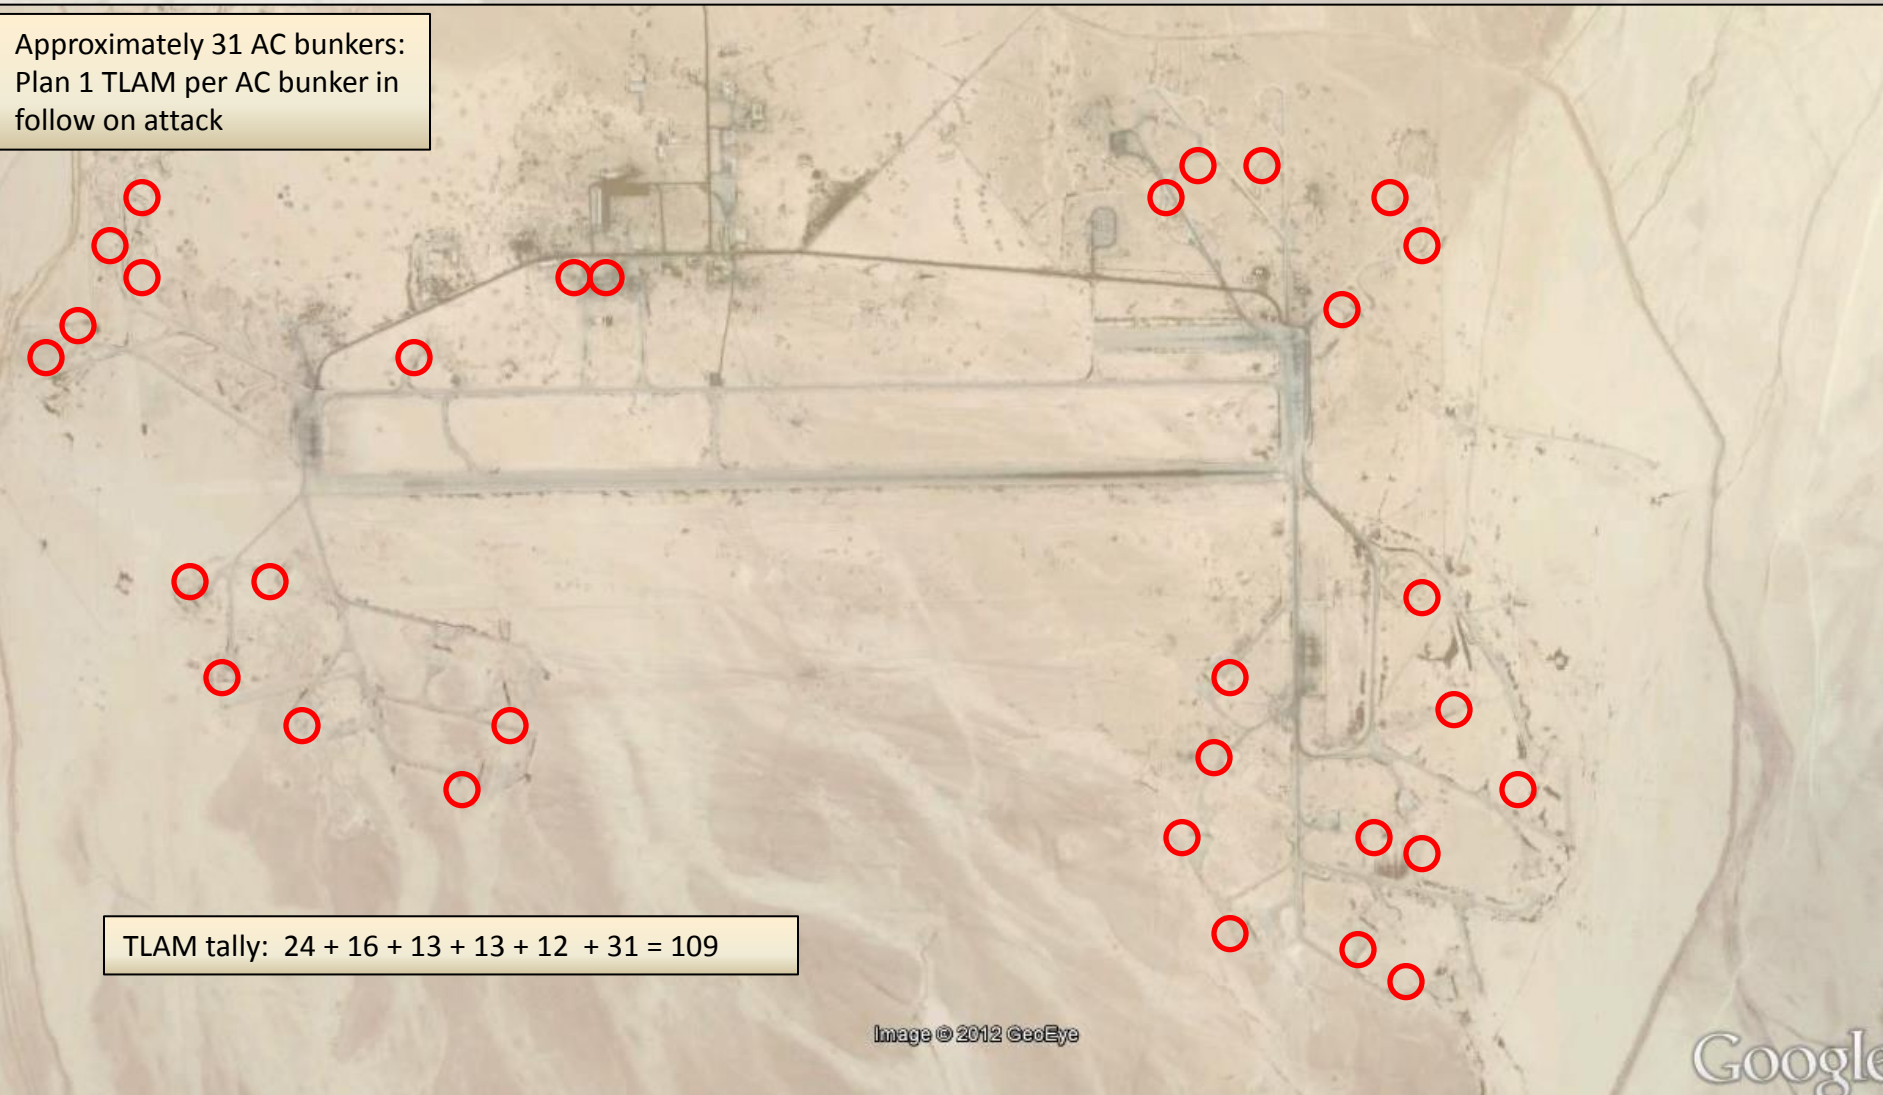 Approximately 31 AC bunkers:
Plan 1 TLAM per AC bunker in
follow on attack
TLAM tally:  24 + 16 + 13 + 13 + 12  + 31 = 109
Image © 2012 GeoEye
Google